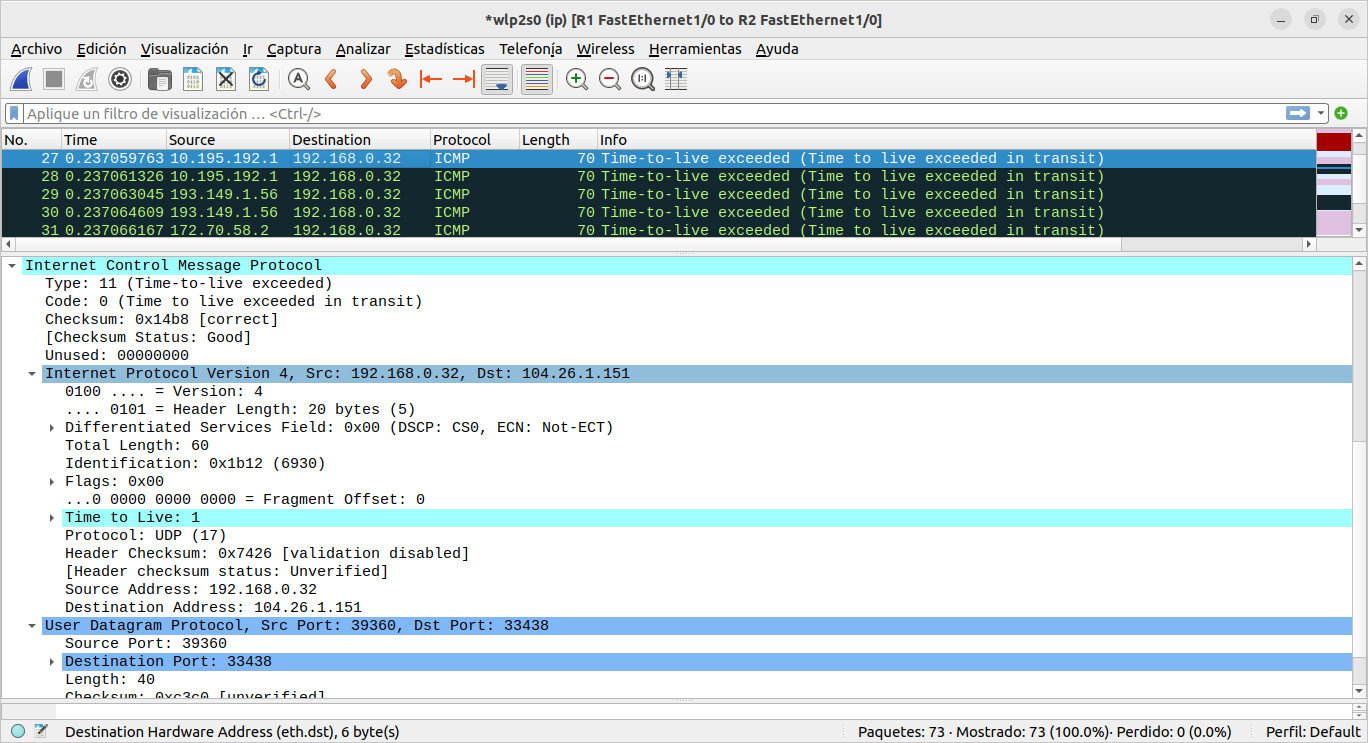 *wlp2s0 (ip) [R1 FastEthernet1/0 to R2 FastEthernet1/0]
Archivo Edición Visualización Ir Captura Analizar Estadísticas Telefonía Wireless Herramientas Ayuda
Aplique un filtro de visualización … <Ctrl-/>
No. Time Source Destination Protocol Length Info
27 0.237059763 10.195.192.1 192.168.0.32 ICMP 70 Time-to-live exceeded (Time to live exceeded in transit)
28 0.237061326 10.195.192.1 192.168.0.32 ICMP 70 Time-to-live exceeded (Time to live exceeded in transit)
29 0.237063045 193.149.1.56 192.168.0.32 ICMP 70 Time-to-live exceeded (Time to live exceeded in transit)
30 0.237064609 193.149.1.56 192.168.0.32 ICMP 70 Time-to-live exceeded (Time to live exceeded in transit)
31 0.237066167 172.70.58.2 192.168.0.32 ICMP 70 Time-to-live exceeded (Time to live exceeded in transit)
Internet Control Message Protocol
Type: 11 (Time-to-live exceeded)
Code: 0 (Time to live exceeded in transit)
Checksum: 0x14b8 [correct]
[Checksum Status: Good]
Unused: 00000000
Internet Protocol Version 4, Src: 192.168.0.32, Dst: 104.26.1.151
0100 .... = Version: 4
.... 0101 = Header Length: 20 bytes (5)
Differentiated Services Field: 0x00 (DSCP: CS0, ECN: Not-ECT)
Total Length: 60
Identification: 0x1b12 (6930)
Flags: 0x00
...0 0000 0000 0000 = Fragment Offset: 0
Time to Live: 1
Protocol: UDP (17)
Header Checksum: 0x7426 [validation disabled]
[Header checksum status: Unverified]
Source Address: 192.168.0.32
Destination Address: 104.26.1.151
User Datagram Protocol, Src Port: 39360, Dst Port: 33438
Source Port: 39360
Destination Port: 33438
Length: 40
Checksum: 0xc3c0 [unverified]
Destination Hardware Address (eth.dst), 6 byte(s) Paquetes: 73 · Mostrado: 73 (100.0%)· Perdido: 0 (0.0%) Perfil: Default